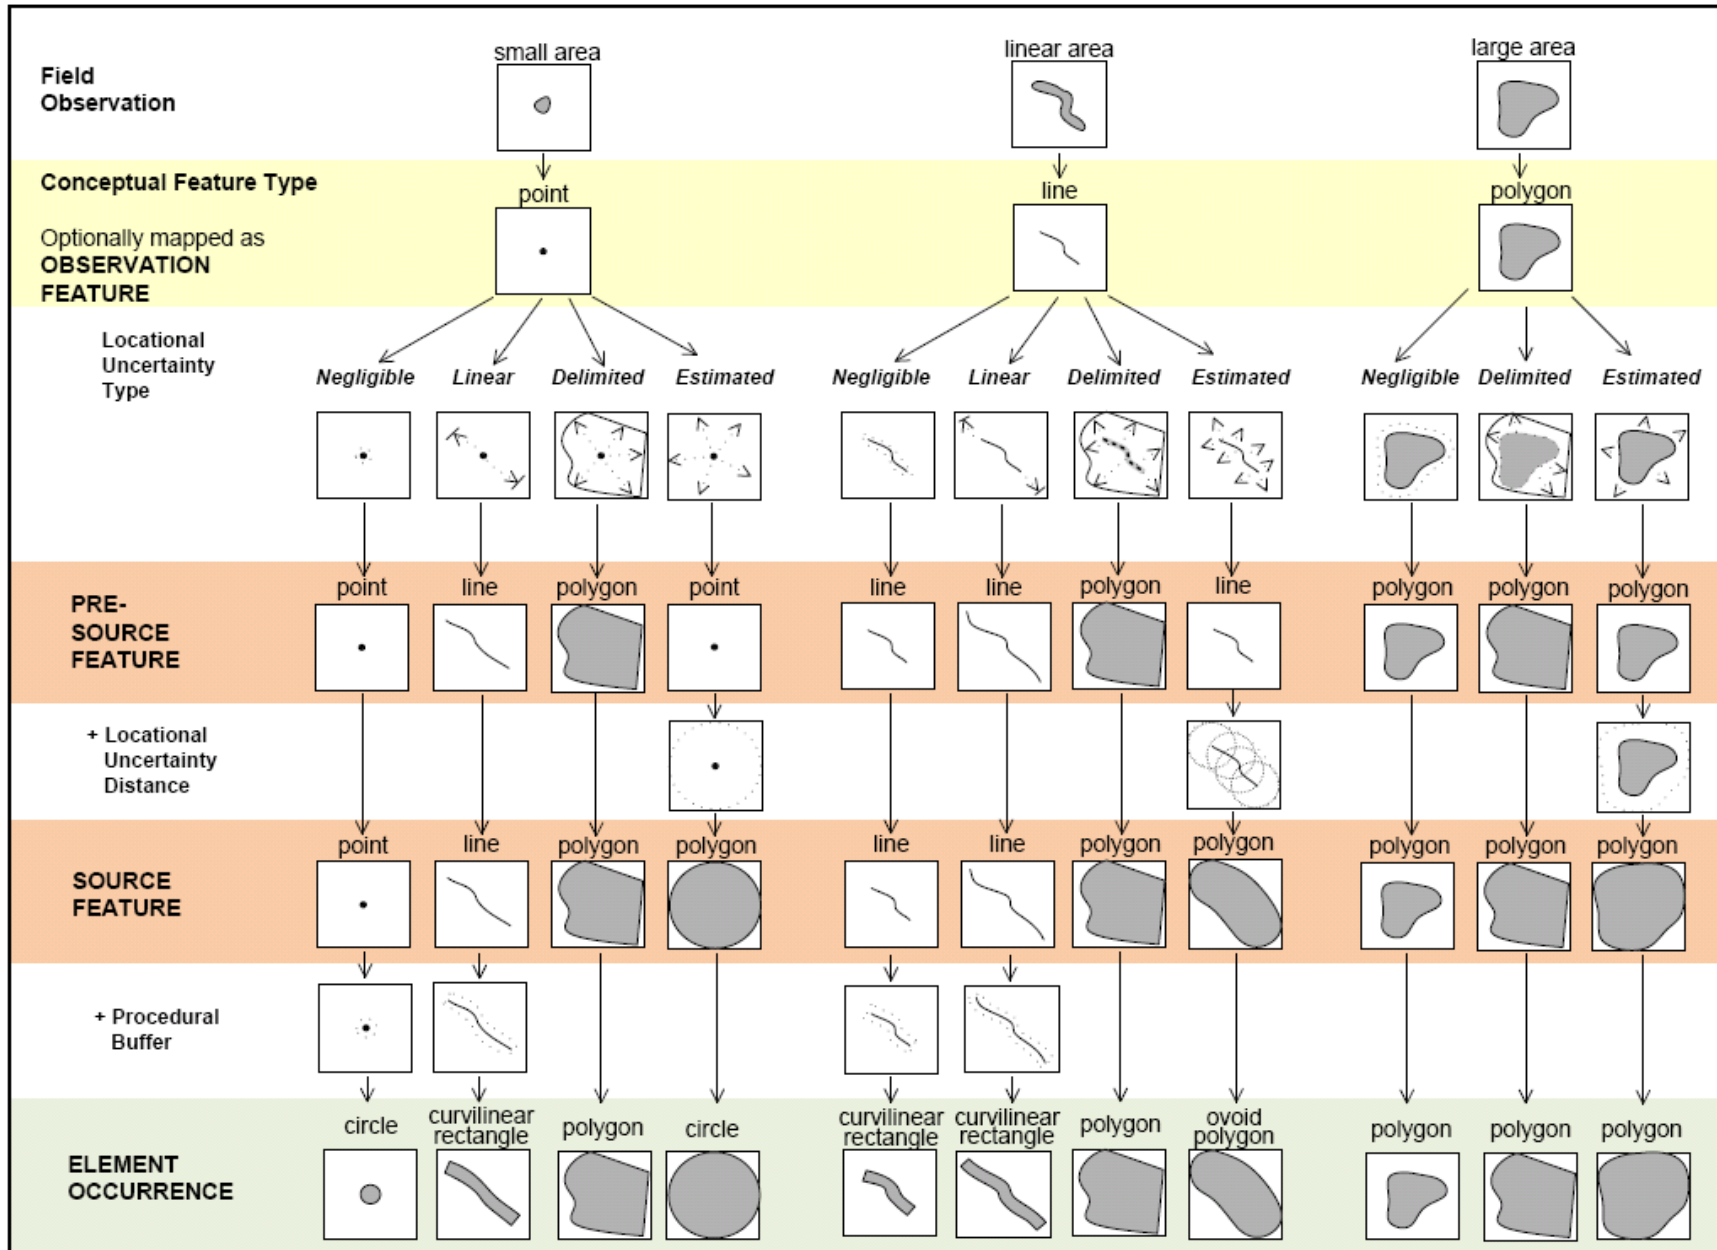 small area
linear area
large area
Field
Observation
Conceptual Feature Type
point
line
polygon
Optionally mapped as
OBSERVATION
FEATURE
Locational
Uncertainty
Type
Negligible Linear Delimited Estimated
Negligible Linear Delimited Estimated
Negligible Delimited Estimated
PRE-
SOURCE
FEATURE
point line polygon point
line line polygon line
polygon polygon polygon
+ Locational
Uncertainty
Distance
SOURCE
FEATURE
point line polygon polygon
line line polygon polygon
polygon polygon polygon
+ Procedural
Buffer
ELEMENT
OCCURRENCE
circle
curvilinear
rectangle
polygon
circle
curvilinear
rectangle
curvilinear
rectangle
polygon
ovoid
polygon
polygon
polygon
polygon